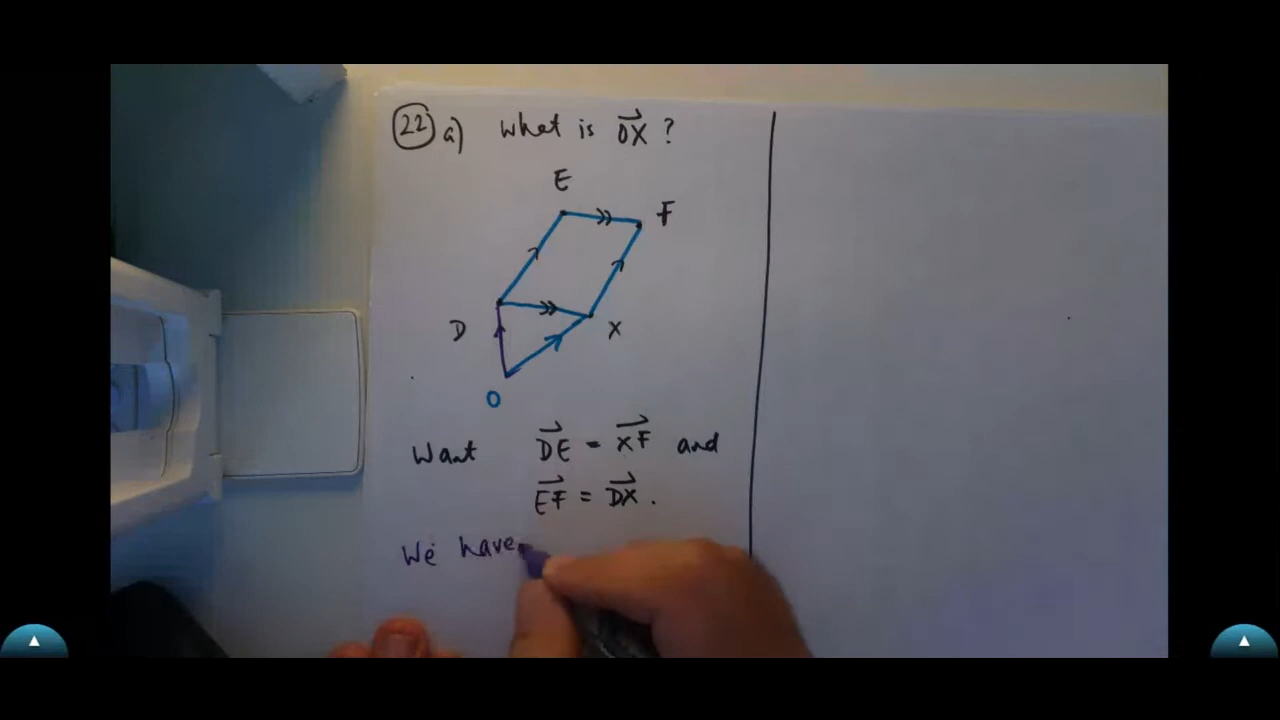 22 a) What is OX ?
E
F
D
X
O
Want DE = XF and
EF = DX .
We have